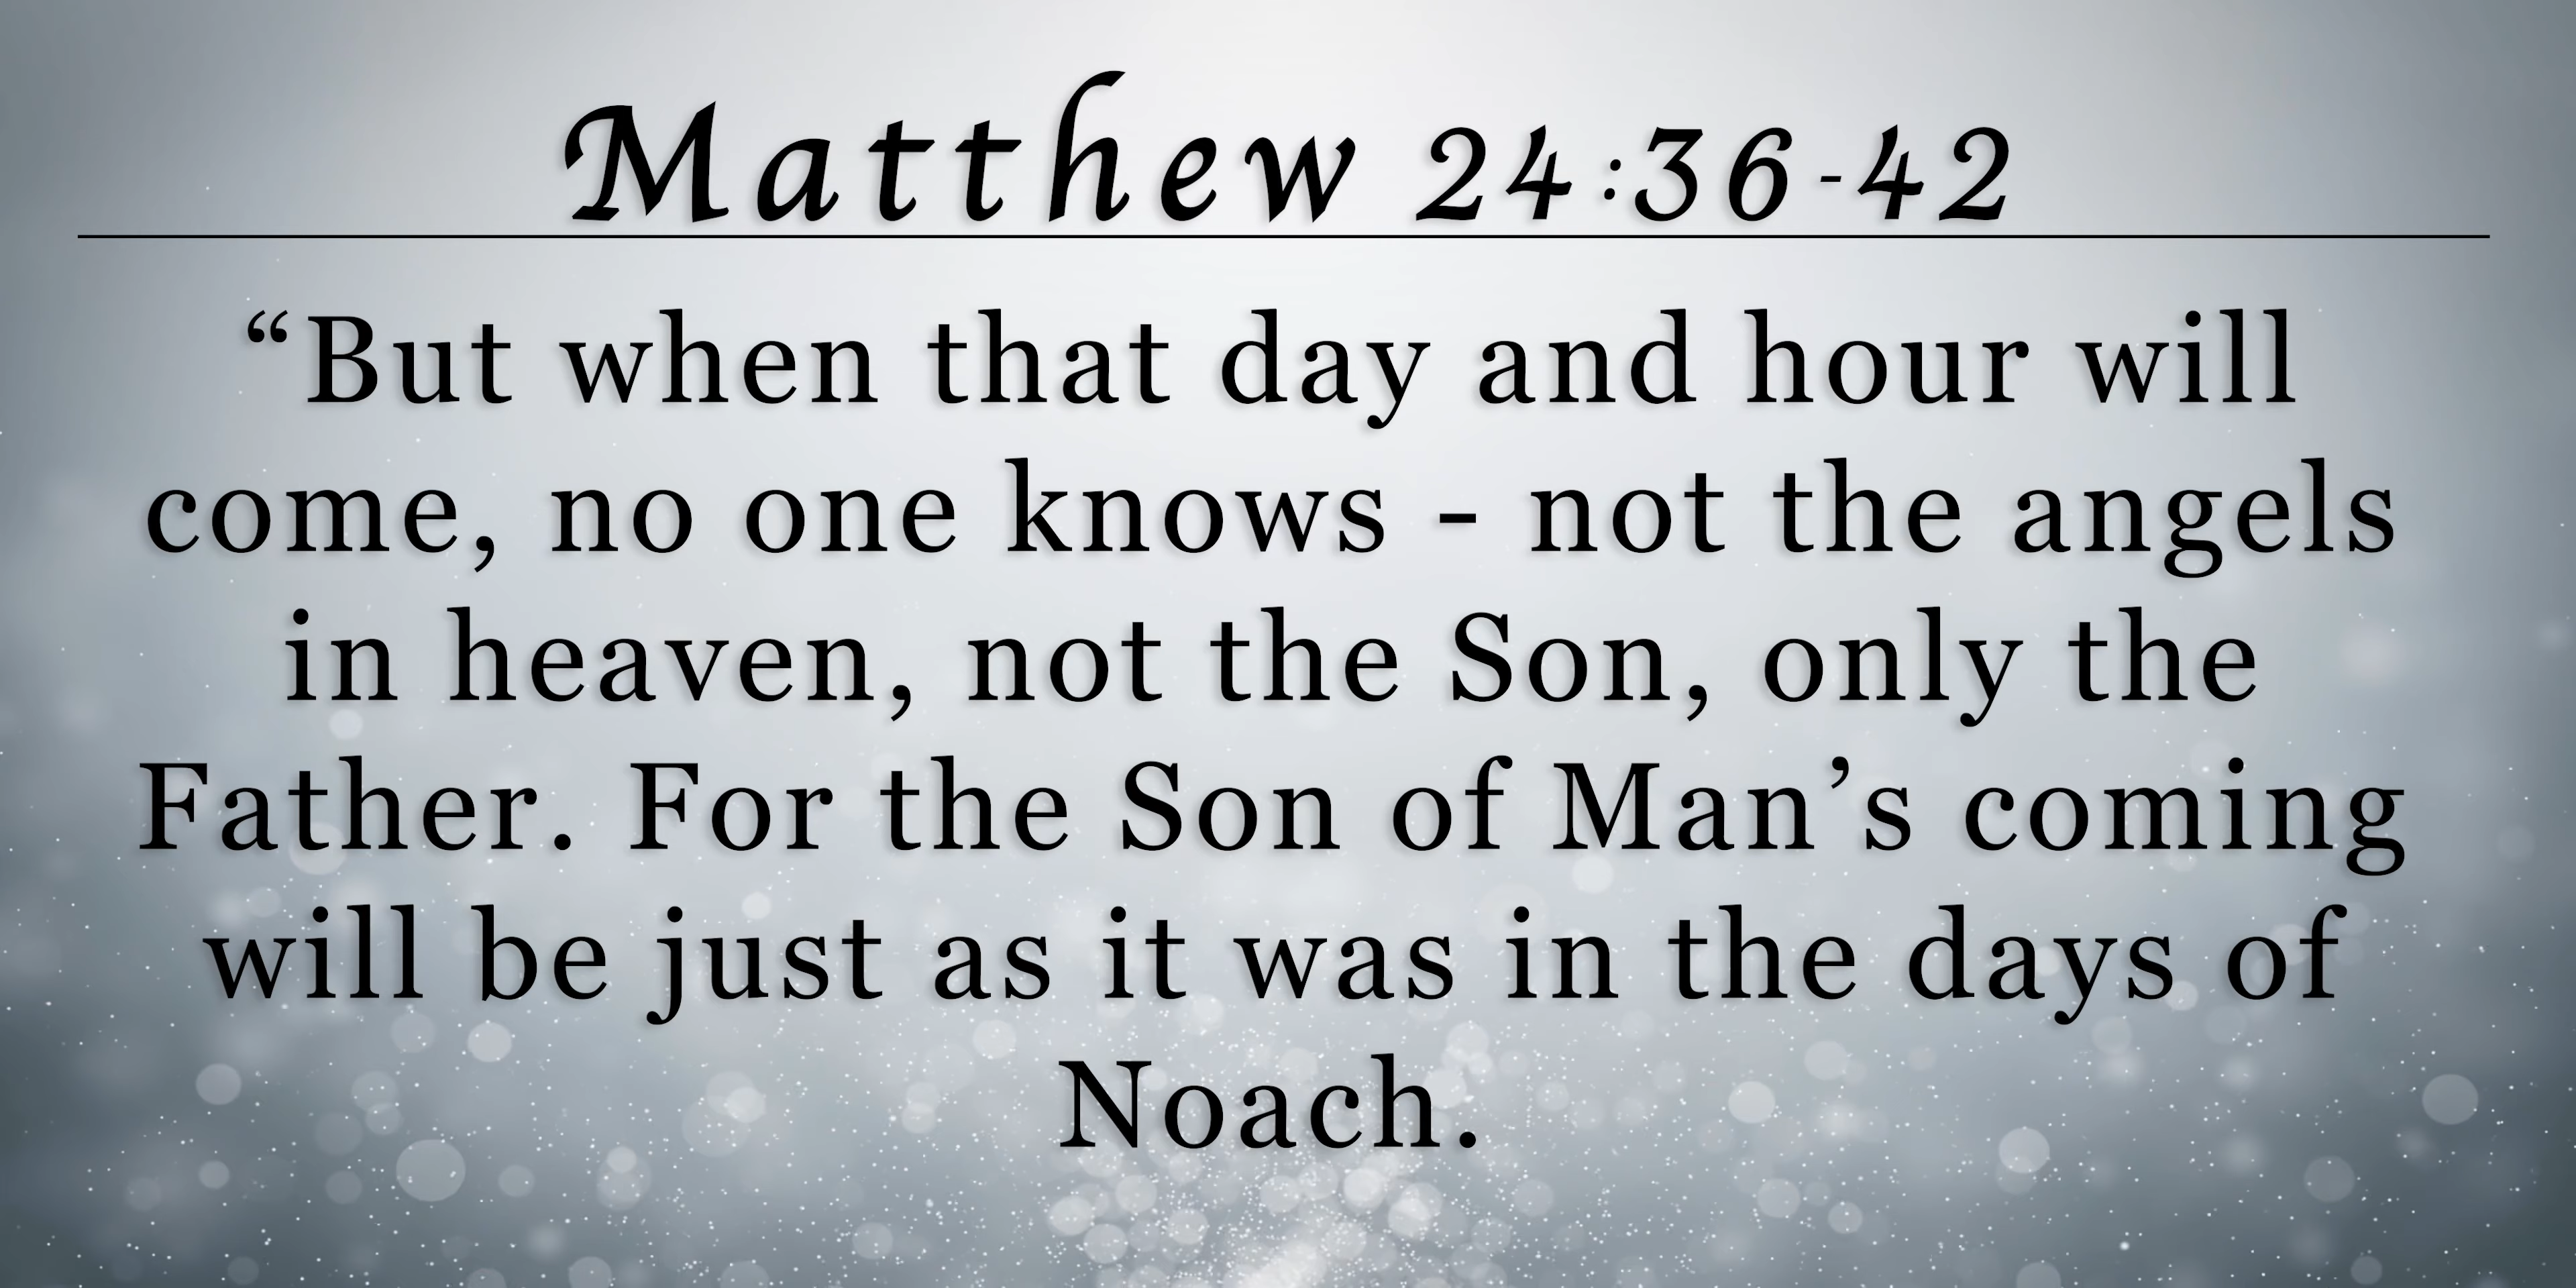 Matthew 24:36-42
“But when that day and hour will
come, no one knows - not the angels
in heaven, not the Son, only the
Father. For the Son of Man’s coming
will be just as it was in the days of
Noach.